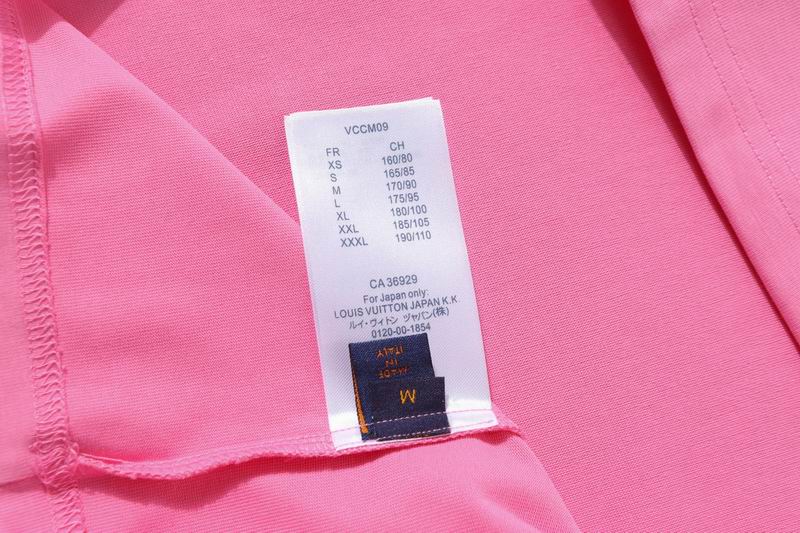 VCCM09
FR CH
XS 160/80
S 165/85
M 170/90
L 175/95
XL 180/100
XXL 185/105
XXXL 190/110
CA 36929
For Japan only:
LOUIS VUITTON JAPAN K.K.
ルイ・ヴィトン ジャパン(株)
0120-00-1854
MADE
IN
ITALY
M